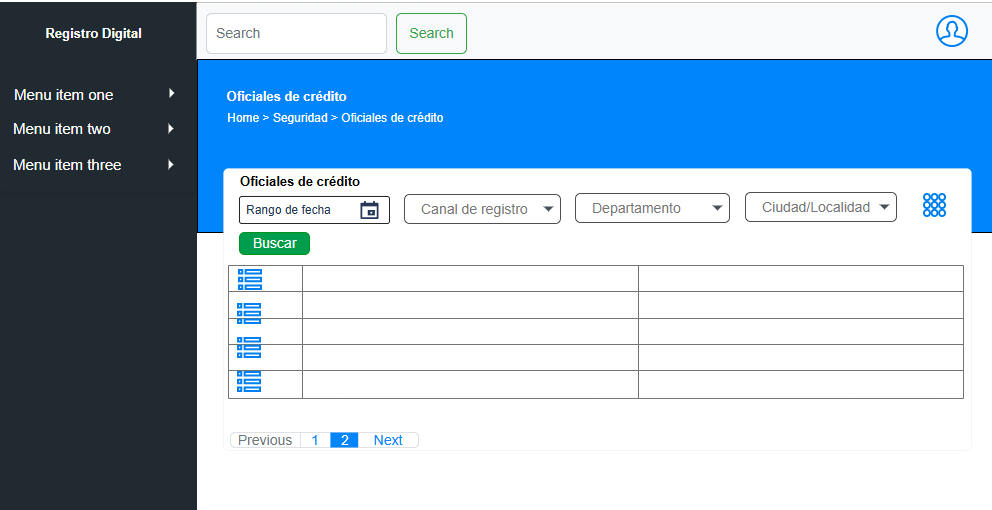 Registro Digital
Search
Search
Menu item one
Menu item two
Menu item three
Oficiales de crédito
Home > Seguridad > Oficiales de crédito
Oficiales de crédito
Rango de fecha
Canal de registro
Departamento
Ciudad/Localidad
Buscar
Previous 1 2 Next